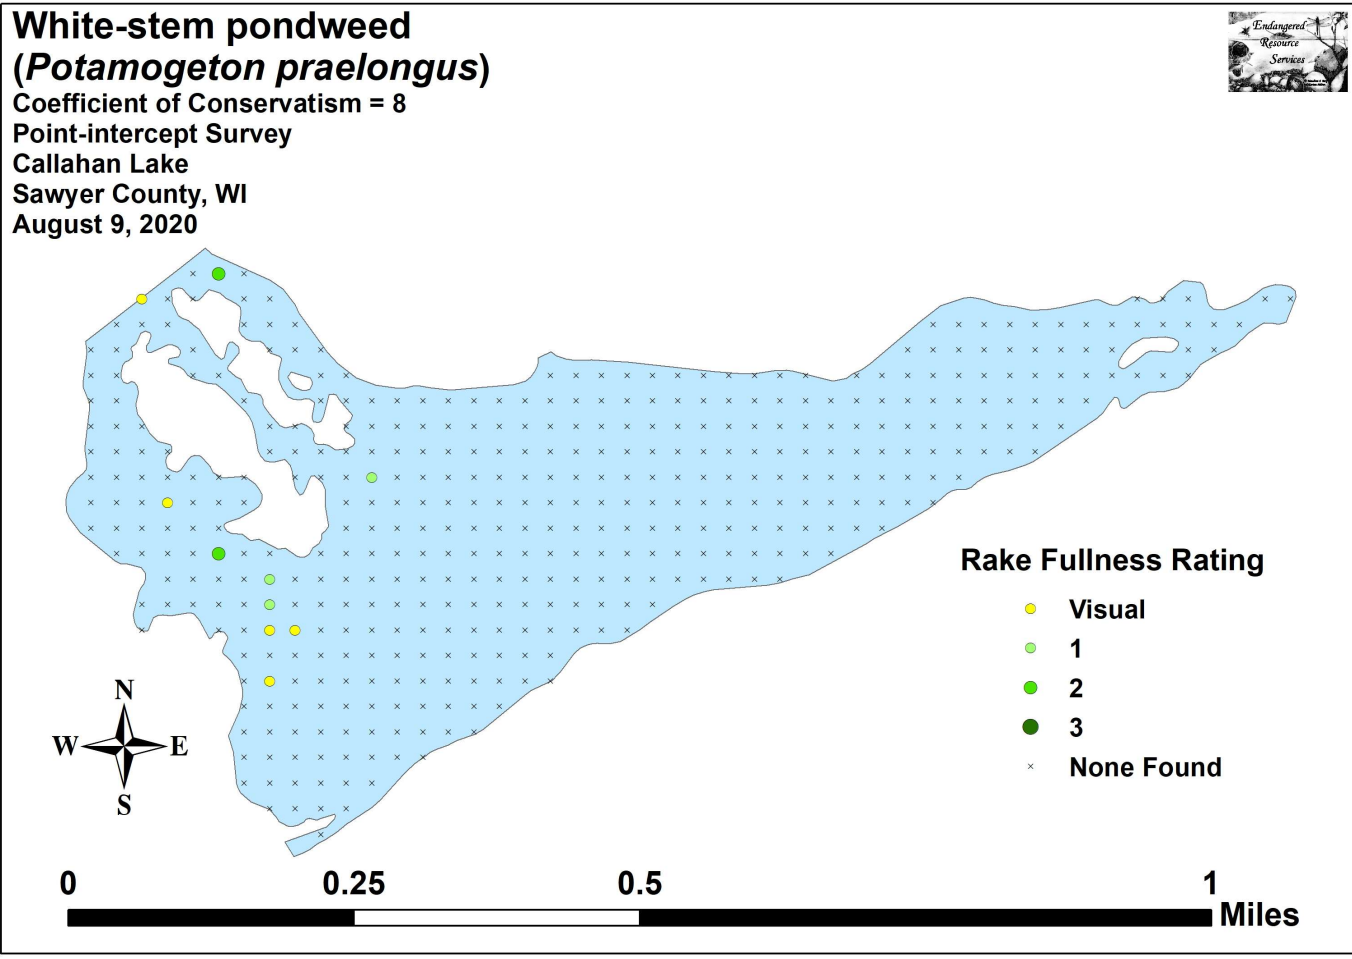 White-stem pondweed
(Potamogeton praelongus)
Coefficient of Conservatism = 8
Point-intercept Survey
Callahan Lake
Sawyer County, WI
August 9, 2020
Endangered
Resource
Services
Rake Fullness Rating
Visual
1
2
3
None Found
N
W E
S
0 0.25 0.5 1
Miles